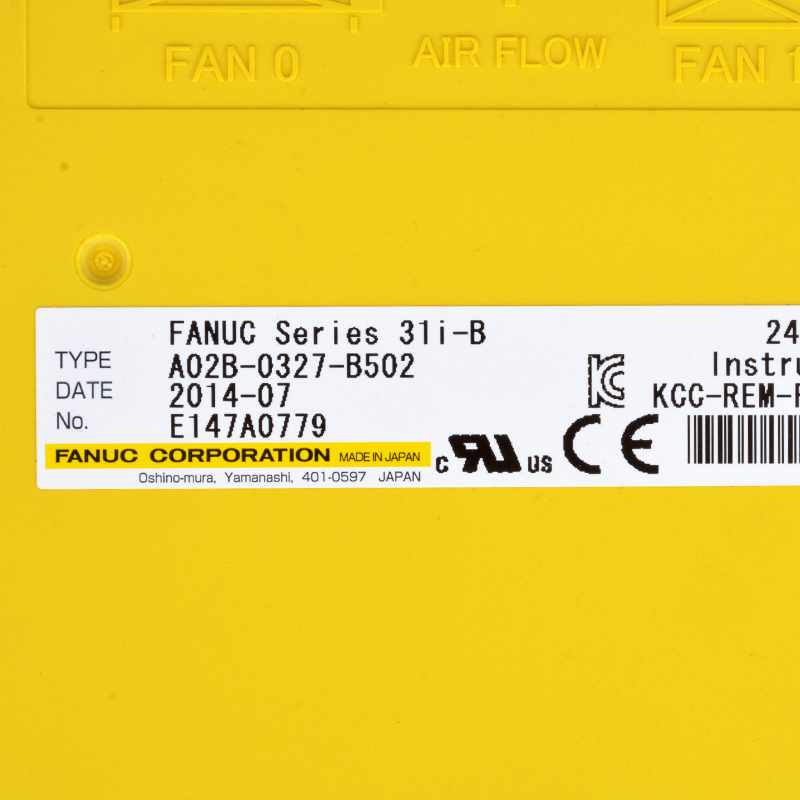 FAN 0
AIR FLOW
FAN 1
FANUC Series 31i-B
24
TYPE A02B-0327-B502
Instru
DATE 2014-07
KCC-REM-
No. E147A0779
FANUC CORPORATION MADE IN JAPAN
c RU US CE
Oshino-mura, Yamanashi, 401-0597 JAPAN